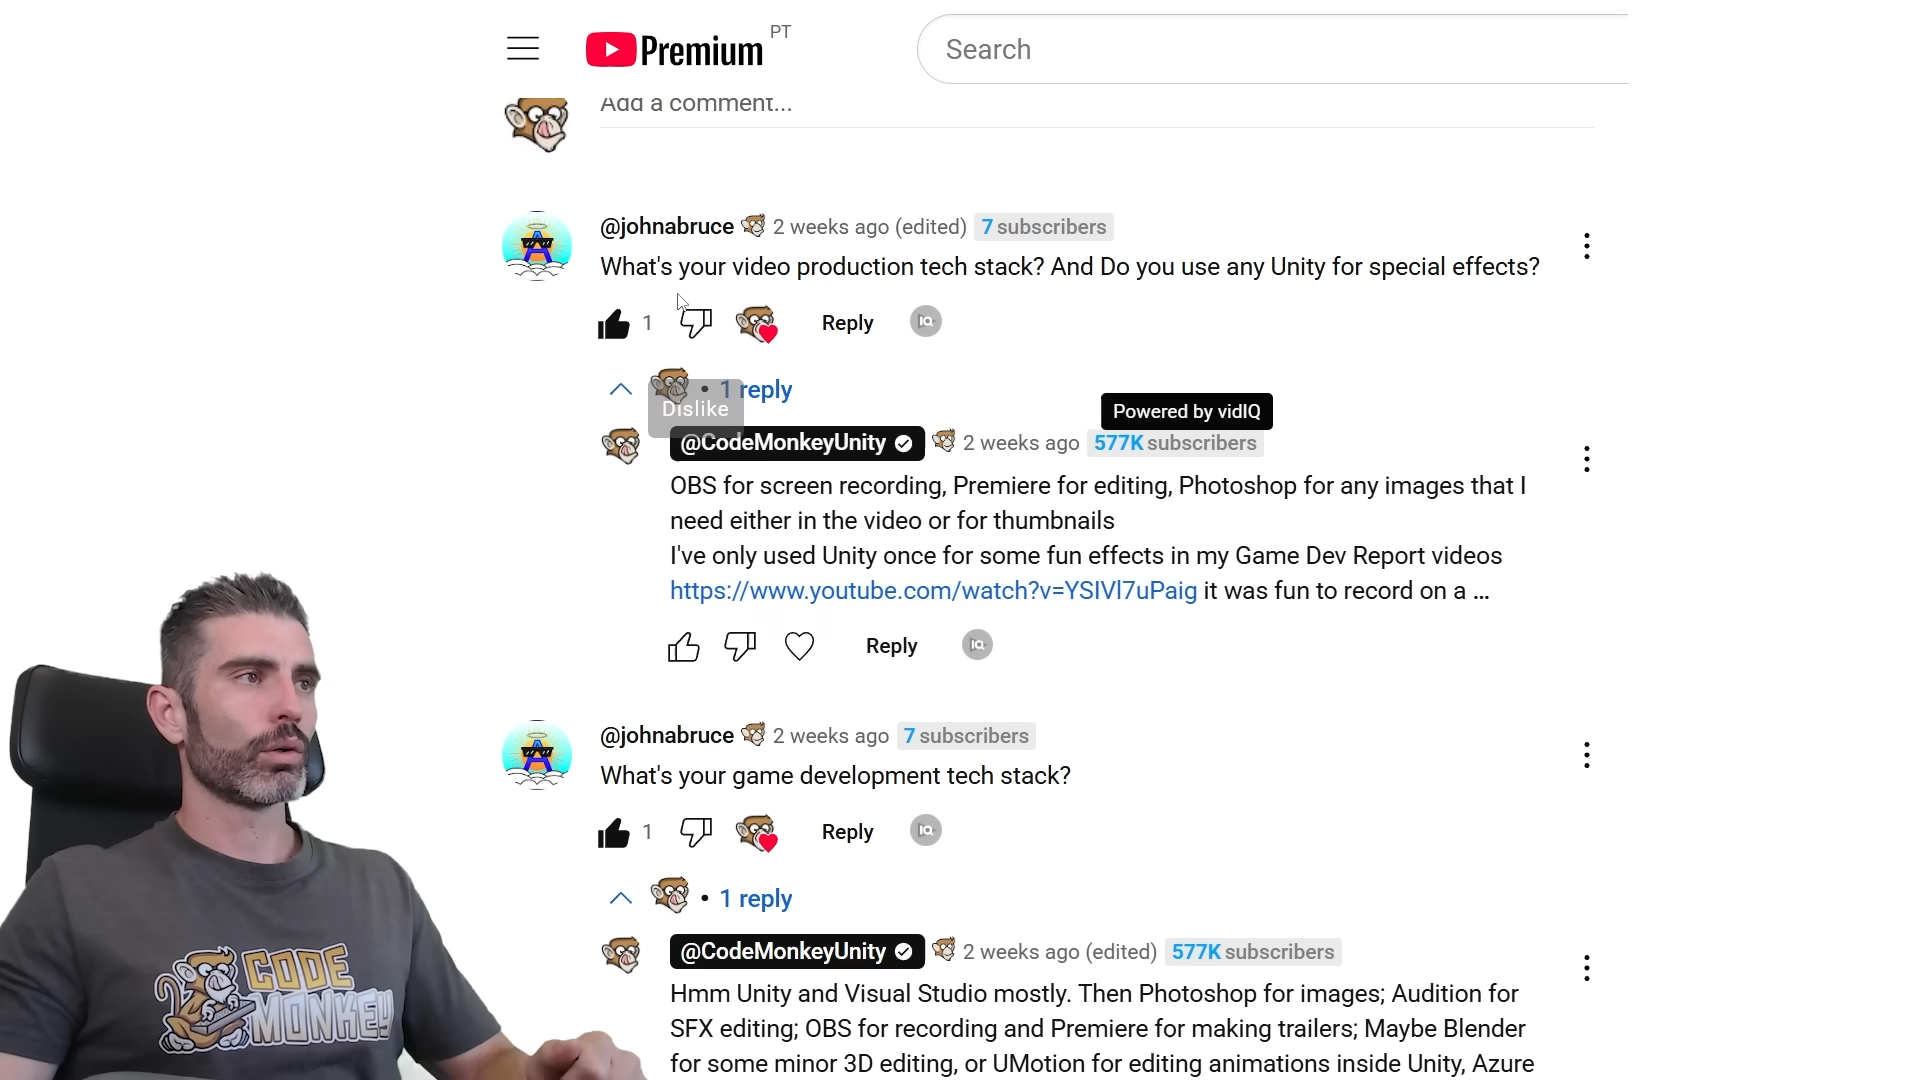 Premium PT
Search
Add a comment...
@johnabruce 2 weeks ago (edited) 7 subscribers
What's your video production tech stack? And Do you use any Unity for special effects?
1 Reply
1 reply
Dislike
Powered by vidIQ
@CodeMonkeyUnity 2 weeks ago 577K subscribers
OBS for screen recording, Premiere for editing, Photoshop for any images that I
need either in the video or for thumbnails
I've only used Unity once for some fun effects in my Game Dev Report videos
https://www.youtube.com/watch?v=YSIVl7uPaig it was fun to record on a ...
Reply
@johnabruce 2 weeks ago 7 subscribers
What's your game development tech stack?
1 Reply
1 reply
@CodeMonkeyUnity 2 weeks ago (edited) 577K subscribers
Hmm Unity and Visual Studio mostly. Then Photoshop for images; Audition for
SFX editing; OBS for recording and Premiere for making trailers; Maybe Blender
for some minor 3D editing, or UMotion for editing animations inside Unity, Azure
CODE
MONKEY